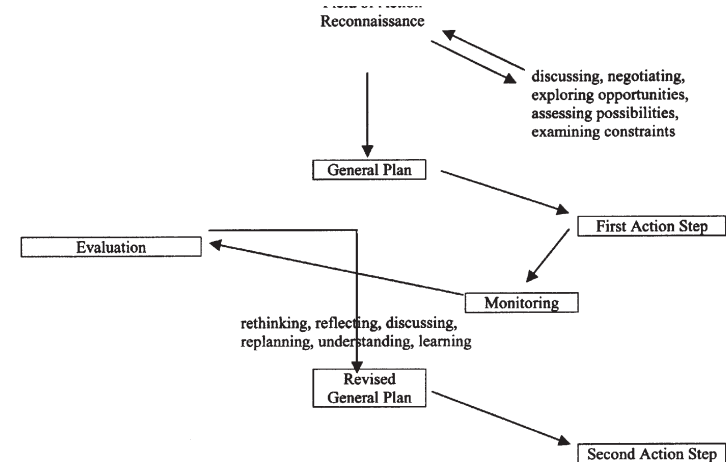 Reconnaissance
discussing, negotiating,
exploring opportunities,
assessing possibilities,
examining constraints
General Plan
First Action Step
Evaluation
Monitoring
rethinking, reflecting, discussing,
replanning, understanding, learning
Revised
General Plan
Second Action Step